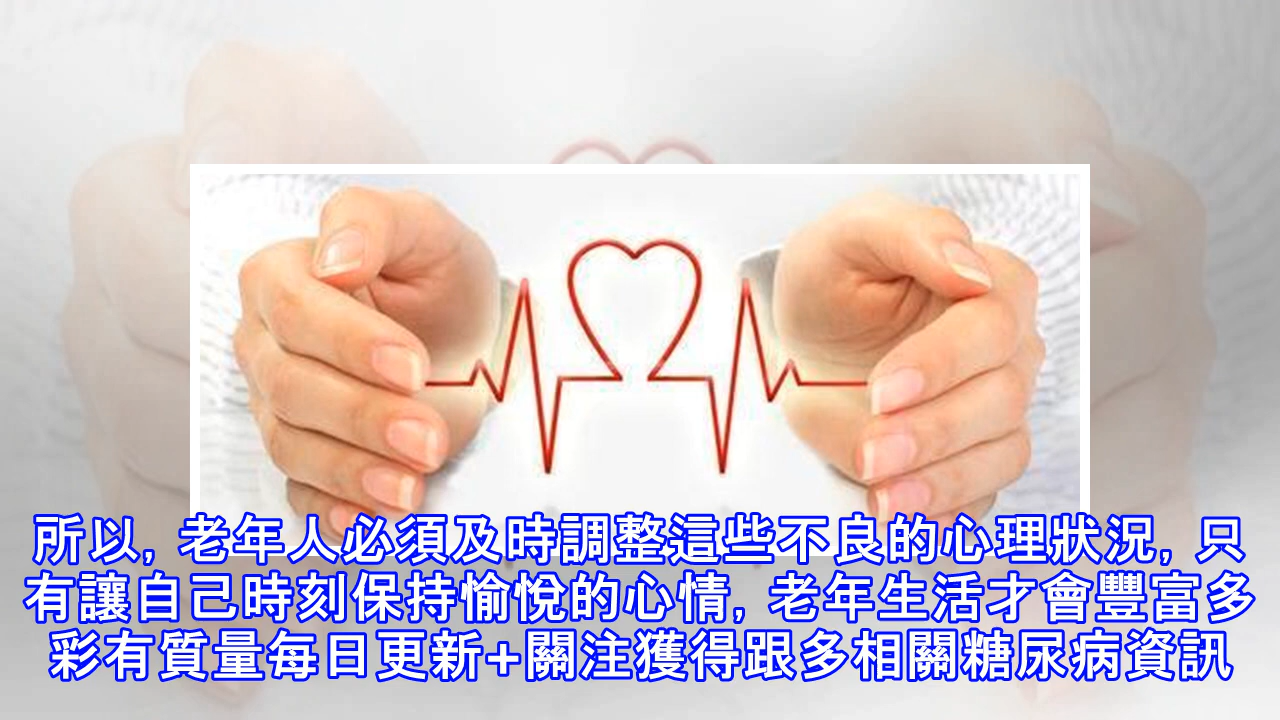 所以, 老年人必須及時調整這些不良的心理狀況, 只
有讓自己時刻保持愉悅的心情, 老年生活才會豐富多
彩有質量每日更新+關注獲得跟多相關糖尿病資訊